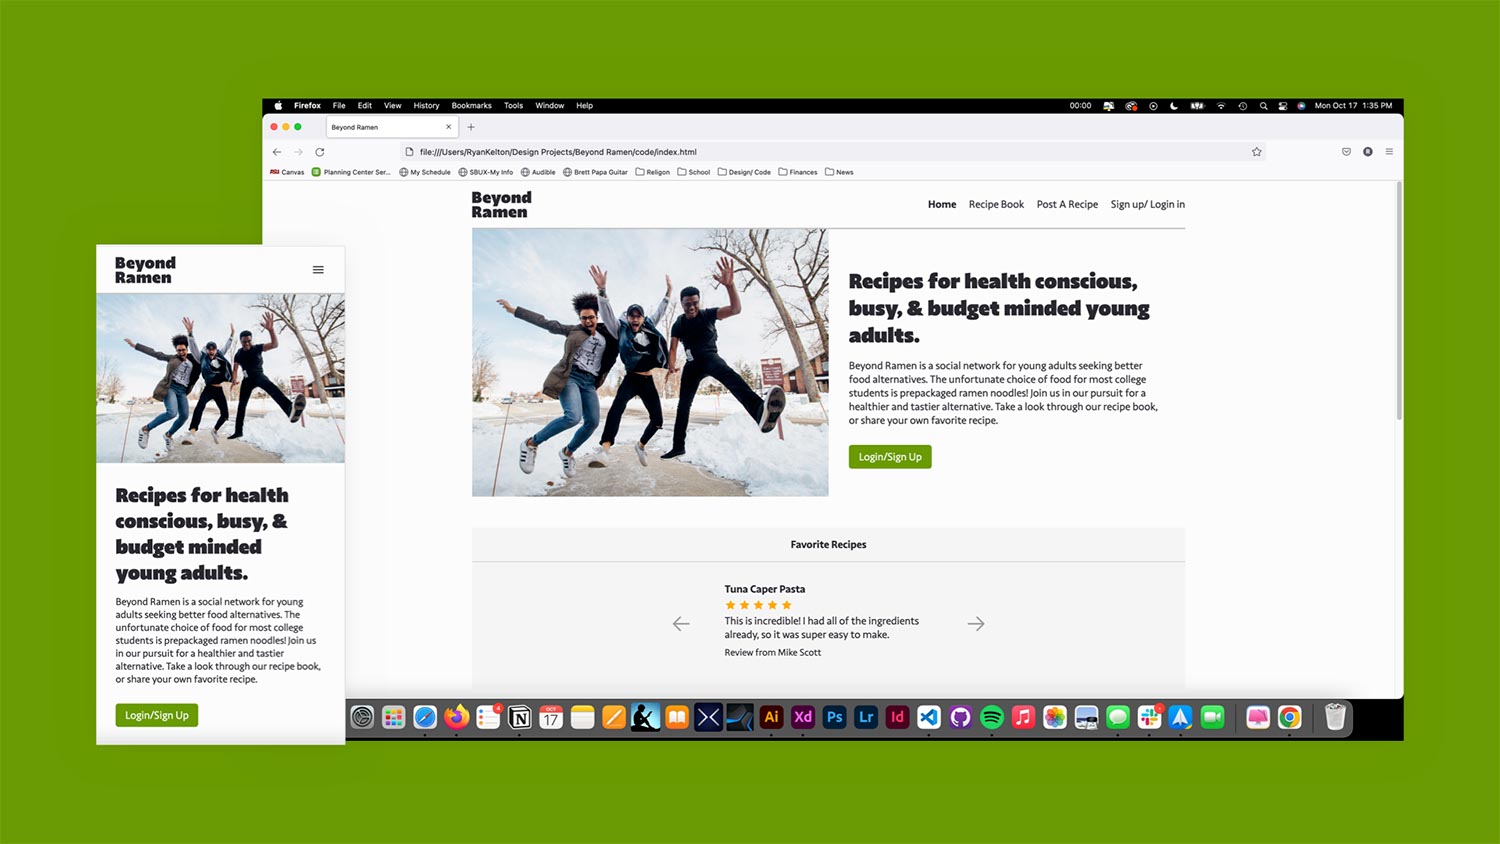 Firefox File Edit View History Bookmarks Tools Window Help 00:00 Mon Oct 17 1:35 PM
Beyond Ramen
file:///Users/RyanKelton/Design Projects/Beyond Ramen/code/index.html
ASU Canvas Planning Center Ser... My Schedule SBUX-My Info Audible Brett Papa Guitar Religon School Design/ Code Finances News
Beyond
Ramen
Home Recipe Book Post A Recipe Sign up/ Login in
Recipes for health conscious,
busy, & budget minded young
adults.
Beyond Ramen is a social network for young adults seeking better
food alternatives. The unfortunate choice of food for most college
students is prepackaged ramen noodles! Join us in our pursuit for a
healthier and tastier alternative. Take a look through our recipe book,
or share your own favorite recipe.
Login/Sign Up
Favorite Recipes
Tuna Caper Pasta
This is incredible! I had all of the ingredients
already, so it was super easy to make.
Review from Mike Scott
4 N OCT 17 Ai Xd Ps Lr Id
Beyond
Ramen
Recipes for health
conscious, busy, &
budget minded
young adults.
Beyond Ramen is a social network for young
adults seeking better food alternatives. The
unfortunate choice of food for most college
students is prepackaged ramen noodles! Join us
in our pursuit for a healthier and tastier
alternative. Take a look through our recipe book,
or share your own favorite recipe.
Login/Sign Up